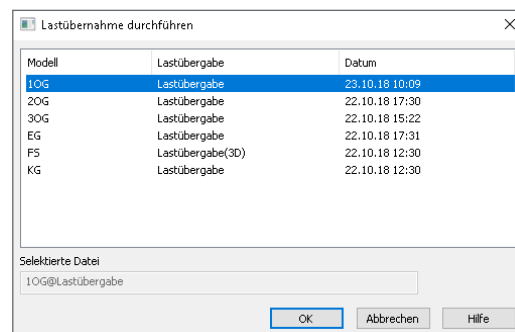 Lastübernahme durchführen
Modell Lastübergabe Datum
1OG Lastübergabe 23.10.18 10:09
2OG Lastübergabe 22.10.18 17:30
3OG Lastübergabe 22.10.18 15:22
EG Lastübergabe 22.10.18 17:31
FS Lastübergabe(3D) 22.10.18 12:30
KG Lastübergabe 22.10.18 12:30
Selektierte Datei
1OG@Lastübergabe
OK Abbrechen Hilfe